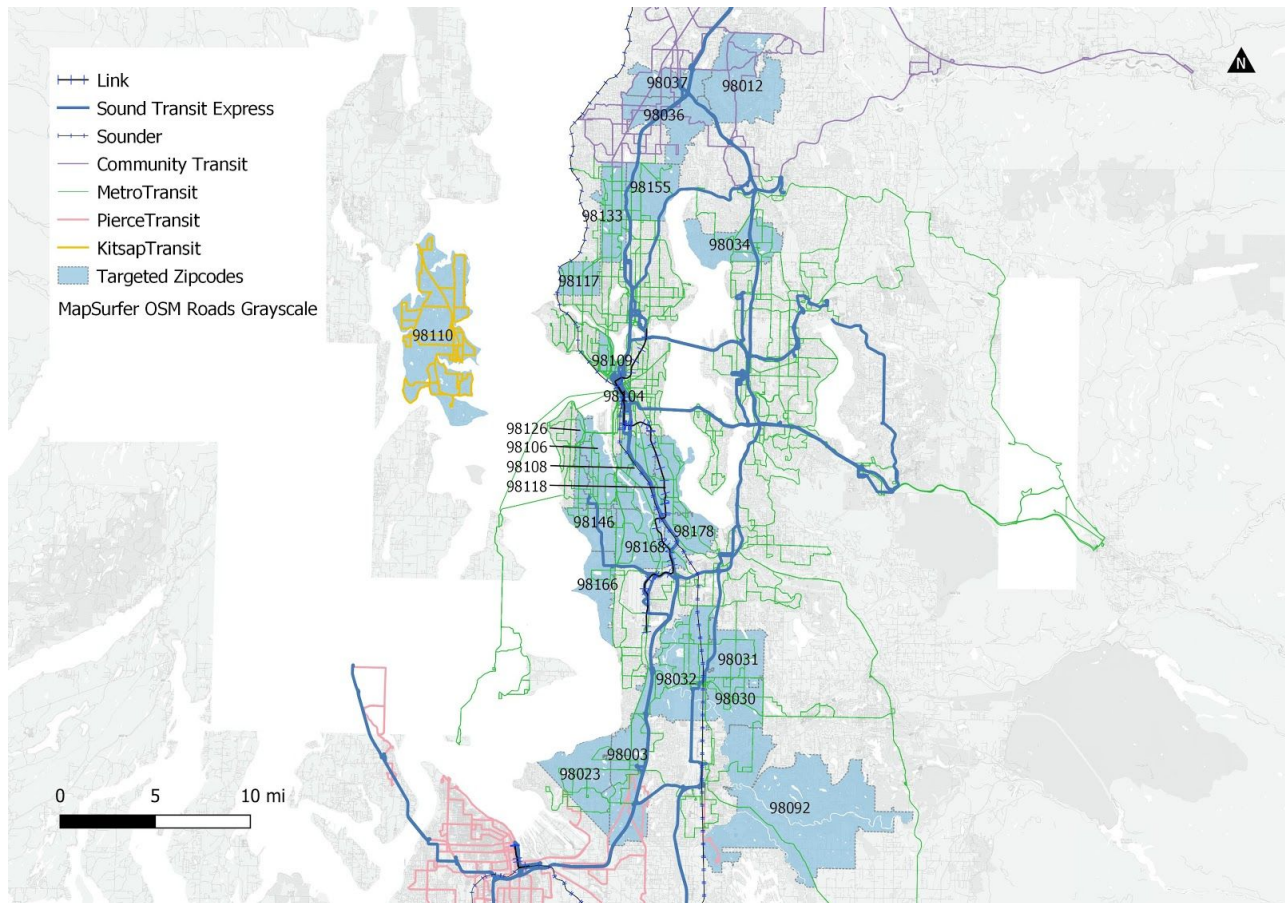 Link
Sound Transit Express
Sounder
Community Transit
MetroTransit
PierceTransit
KitsapTransit
Targeted Zipcodes
MapSurfer OSM Roads Grayscale
N
98037
98012
98036
98155
98133
98034
98117
98110
98109
98104
98126
98106
98108
98118
98146
98178
98168
98166
98031
98032
98030
98003
98023
98092
0 5 10 mi